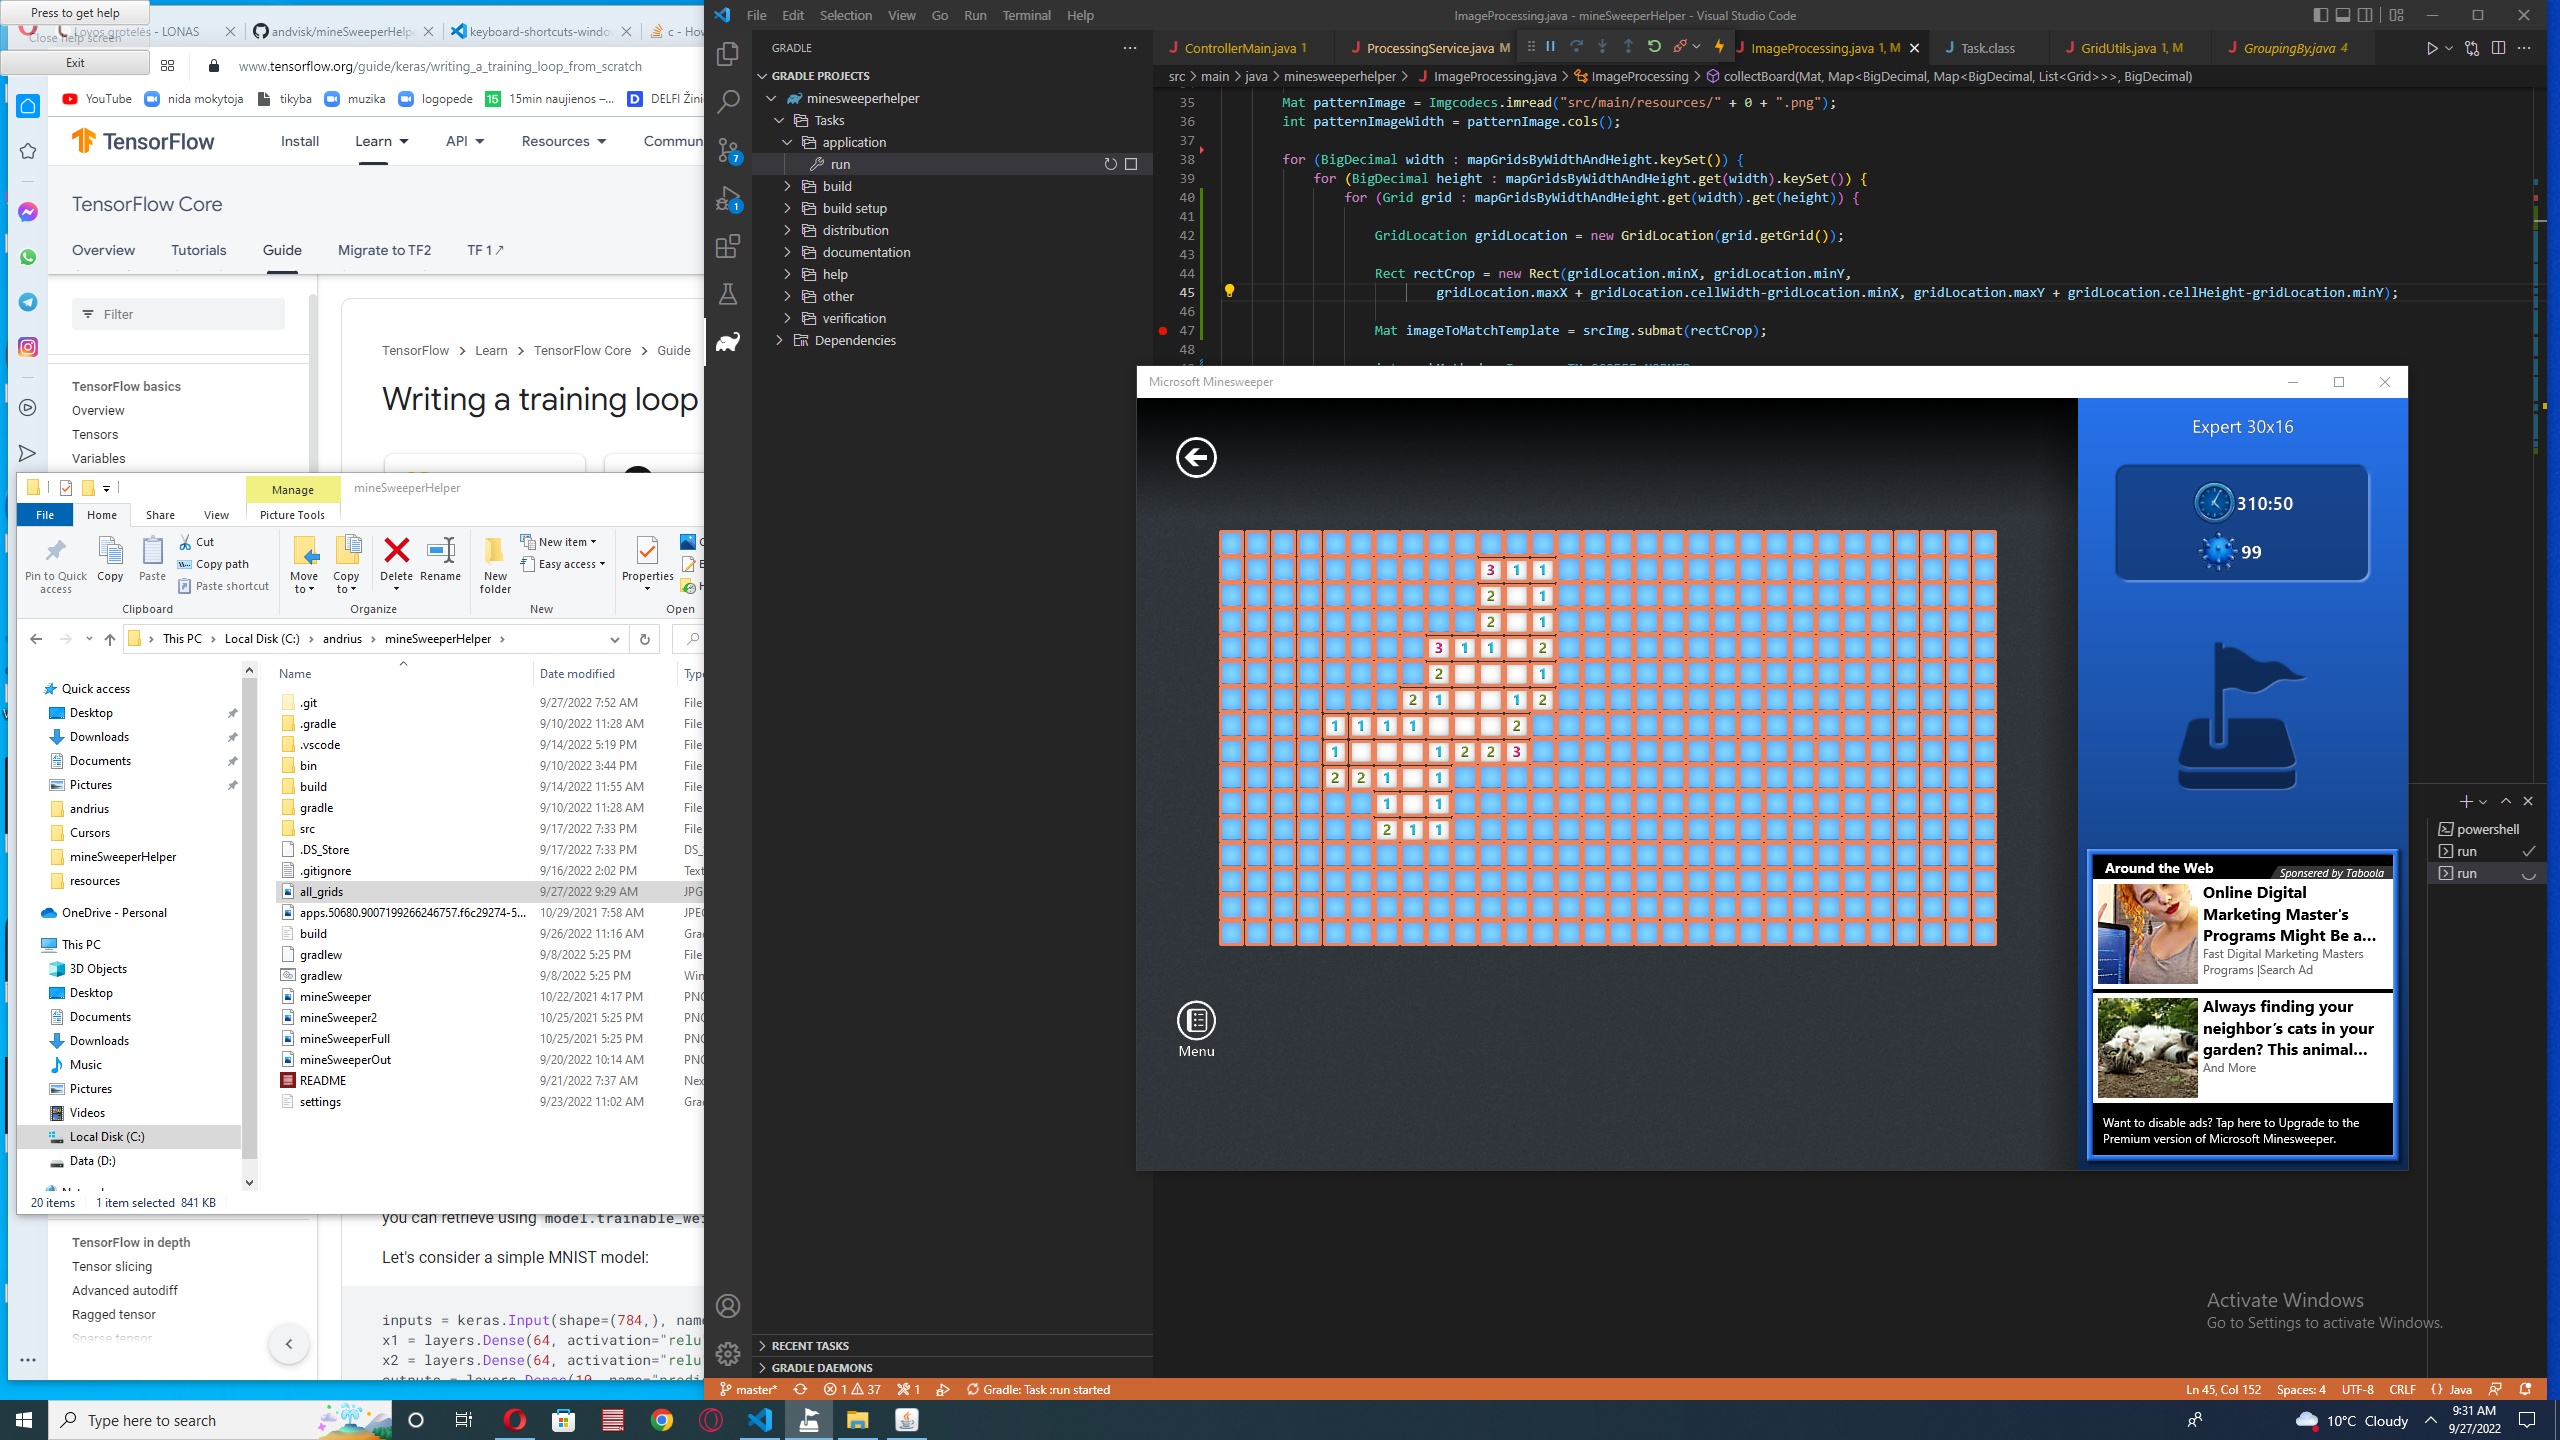 Press to get help
Close help screen
Exit
Lovos grotelės - LONAS
andvisk/mineSweeperHelpe
keyboard-shortcuts-windo
c - Hov
www.tensorflow.org/guide/keras/writing_a_training_loop_from_scratch
YouTube
nida mokytoja
tikyba
muzika
logopede
15min naujienos –...
DELFI Žini
TensorFlow
Install
Learn
API
Resources
Commun
TensorFlow Core
Overview
Tutorials
Guide
Migrate to TF2
TF 1
Filter
TensorFlow > Learn > TensorFlow Core > Guide
TensorFlow basics
Overview
Tensors
Variables
Writing a training loop
Manage
mineSweeperHelper
File
Home
Share
View
Picture Tools
Pin to Quick access
Copy
Paste
Cut
Copy path
Paste shortcut
Clipboard
Move to
Copy to
Delete
Rename
Organize
New folder
New item
Easy access
New
Properties
Open
This PC > Local Disk (C:) > andrius > mineSweeperHelper >
Quick access
Desktop
Downloads
Documents
Pictures
andrius
Cursors
mineSweeperHelper
resources
OneDrive - Personal
This PC
3D Objects
Desktop
Documents
Downloads
Music
Pictures
Videos
Local Disk (C:)
Data (D:)
Name Date modified Type
.git 9/27/2022 7:52 AM File
.gradle 9/10/2022 11:28 AM File
.vscode 9/14/2022 5:19 PM File
bin 9/10/2022 3:44 PM File
build 9/14/2022 11:55 AM File
gradle 9/10/2022 11:28 AM File
src 9/17/2022 7:33 PM File
.DS_Store 9/17/2022 7:33 PM DS_
.gitignore 9/16/2022 2:02 PM Text
all_grids 9/27/2022 9:29 AM JPG
apps.50680.9007199266246757.f6c29274-5... 10/29/2021 7:58 AM JPEG
build 9/26/2022 11:16 AM Grad
gradlew 9/8/2022 5:25 PM File
gradlew 9/8/2022 5:25 PM Win
mineSweeper 10/22/2021 4:17 PM PNG
mineSweeper2 10/25/2021 5:25 PM PNG
mineSweeperFull 10/25/2021 5:25 PM PNG
mineSweeperOut 9/20/2022 10:14 AM PNG
README 9/21/2022 7:37 AM Nex
settings 9/23/2022 11:02 AM Grad
20 items 1 item selected 841 KB
you can retrieve using model.trainable_wei
Let's consider a simple MNIST model:
inputs = keras.Input(shape=(784,), name
x1 = layers.Dense(64, activation="relu
x2 = layers.Dense(64, activation="relu
TensorFlow in depth
Tensor slicing
Advanced autodiff
Ragged tensor
Sparse tensor
File Edit Selection View Go Run Terminal Help
ImageProcessing.java - mineSweeperHelper - Visual Studio Code
GRADLE
GRADLE PROJECTS
minesweeperhelper
Tasks
application
run
build
build setup
distribution
documentation
help
other
verification
Dependencies
7
1
ControllerMain.java 1
ProcessingService.java M
ImageProcessing.java 1, M
Task.class
GridUtils.java 1, M
GroupingBy.java 4
src > main > java > minesweeperhelper > ImageProcessing.java > ImageProcessing > collectBoard(Mat, Map<BigDecimal, Map<BigDecimal, List<Grid>>>, BigDecimal)
35 Mat patternImage = Imgcodecs.imread("src/main/resources/" + 0 + ".png");
36 int patternImageWidth = patternImage.cols();
37
38 for (BigDecimal width : mapGridsByWidthAndHeight.keySet()) {
39 for (BigDecimal height : mapGridsByWidthAndHeight.get(width).keySet()) {
40 for (Grid grid : mapGridsByWidthAndHeight.get(width).get(height)) {
41
42 GridLocation gridLocation = new GridLocation(grid.getGrid());
43
44 Rect rectCrop = new Rect(gridLocation.minX, gridLocation.minY,
45 gridLocation.maxX + gridLocation.cellWidth-gridLocation.minX, gridLocation.maxY + gridLocation.cellHeight-gridLocation.minY);
46
47 Mat imageToMatchTemplate = srcImg.submat(rectCrop);
48
Microsoft Minesweeper
Expert 30x16
310:50
99
3 1 1
2 1
2 1
3 1 1 2
2 1
2 1 1 2
1 1 1 1 2
1 1 2 2 3
2 2 1 1
1 1
2 1 1
Menu
Around the Web
Sponsered by Taboola
Online Digital
Marketing Master's
Programs Might Be a...
Fast Digital Marketing Masters
Programs |Search Ad
Always finding your
neighbor's cats in your
garden? This animal...
And More
Want to disable ads? Tap here to Upgrade to the
Premium version of Microsoft Minesweeper.
powershell
run
run
RECENT TASKS
GRADLE DAEMONS
Activate Windows
Go to Settings to activate Windows.
master* 1 37 1 Gradle: Task :run started
Ln 45, Col 152 Spaces: 4 UTF-8 CRLF {} Java
Type here to search
10°C Cloudy
9:31 AM
9/27/2022